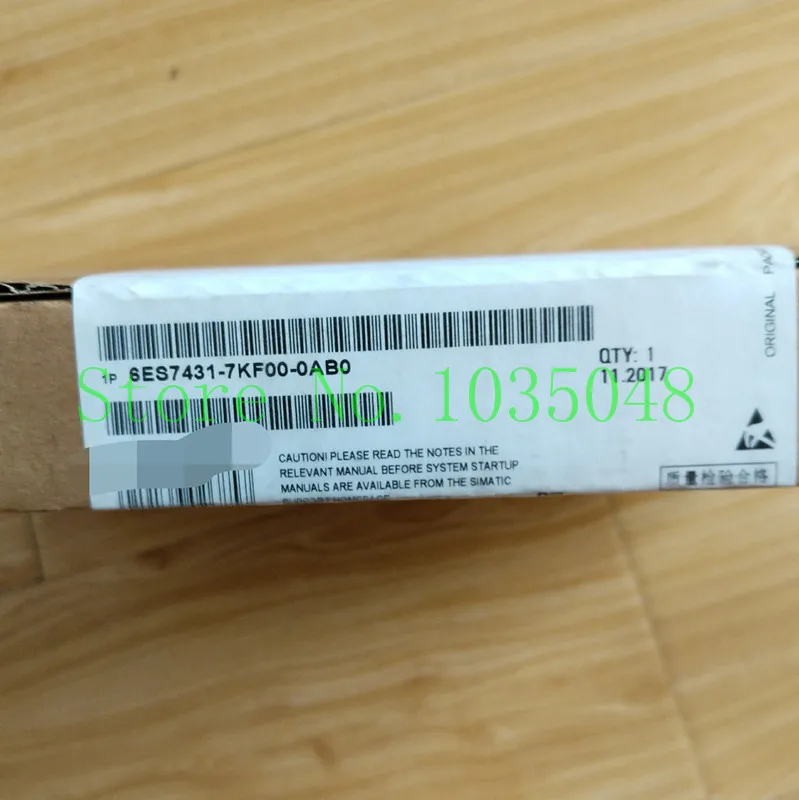 1P 6ES7431-7KF00-0AB0
QTY: 1
11.2017
ORIGINAL
Store No. 1035048
CAUTION! PLEASE READ THE NOTES IN THE
RELEVANT MANUAL BEFORE SYSTEM STARTUP
MANUALS ARE AVAILABLE FROM THE SIMATIC
质量检验合格